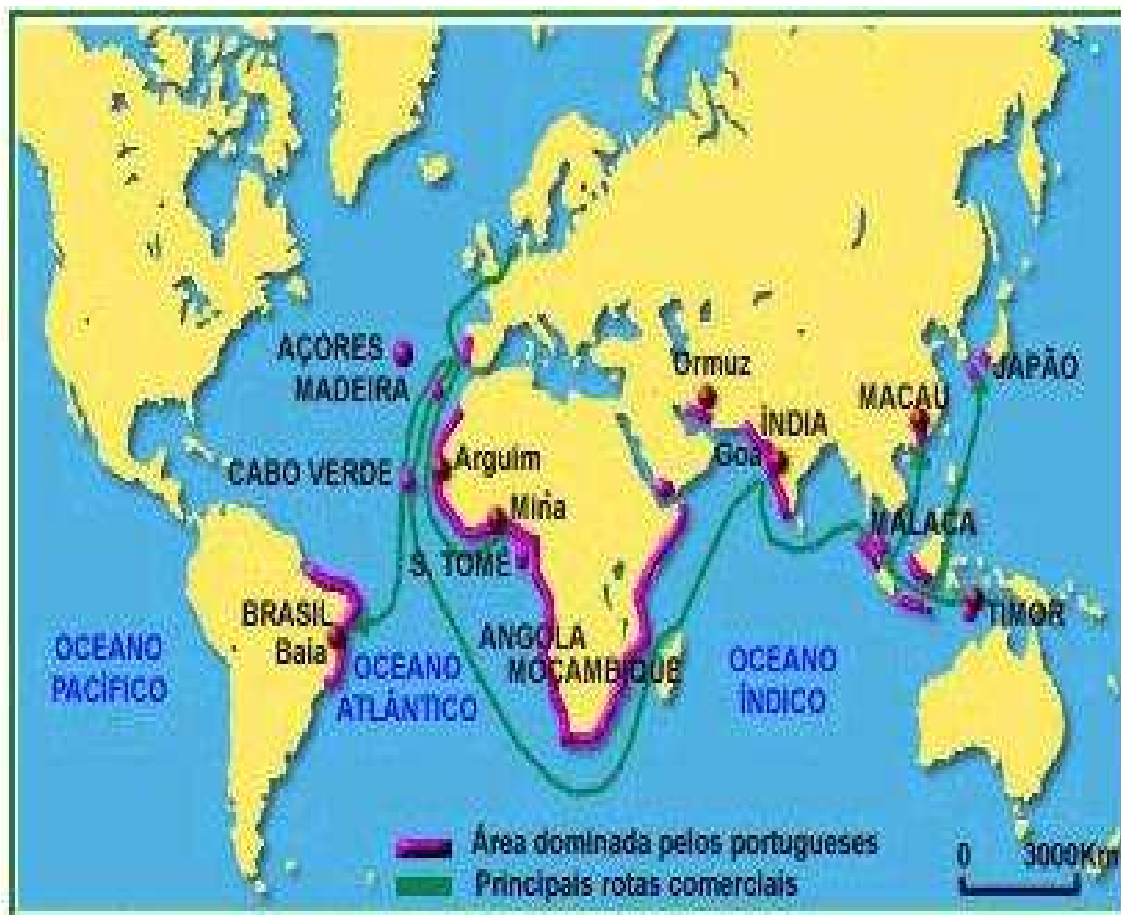 AÇORES
MADEIRA
CABO VERDE
Arguim
Mina
S. TOMÉ
BRASIL
Baia
OCEANO
PACÍFICO
OCEANO
ATLÂNTICO
ANGOLA
MOÇAMBIQUE
OCEANO
ÍNDICO
Ormuz
ÍNDIA
Goa
MACAU
JAPÃO
MALACA
TIMOR
Área dominada pelos portugueses
Principais rotas comerciais
0 3000Km